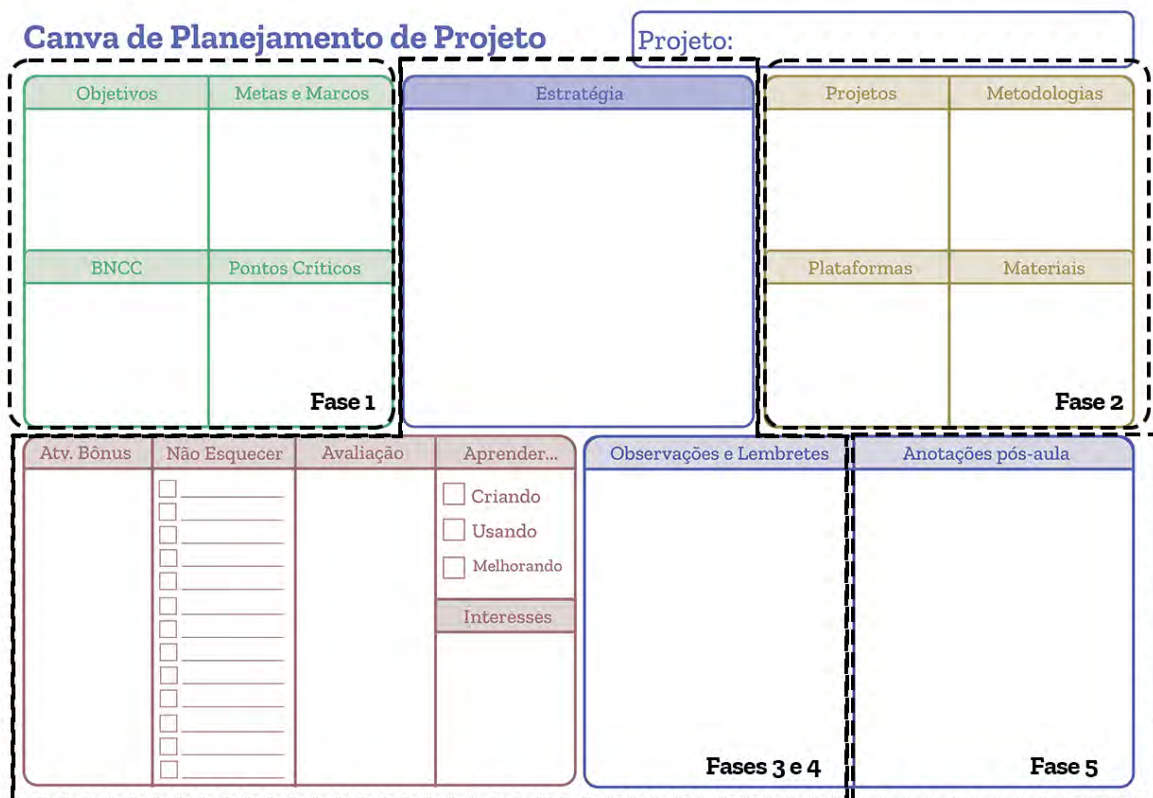 Canva de Planejamento de Projeto
Projeto:
Objetivos
Metas e Marcos
BNCC
Pontos Críticos
Fase 1
Estratégia
Projetos
Metodologias
Plataformas
Materiais
Fase 2
Atv. Bônus
Não Esquecer
Avaliação
Aprender...
Criando
Usando
Melhorando
Interesses
Observações e Lembretes
Fases 3 e 4
Anotações pós-aula
Fase 5